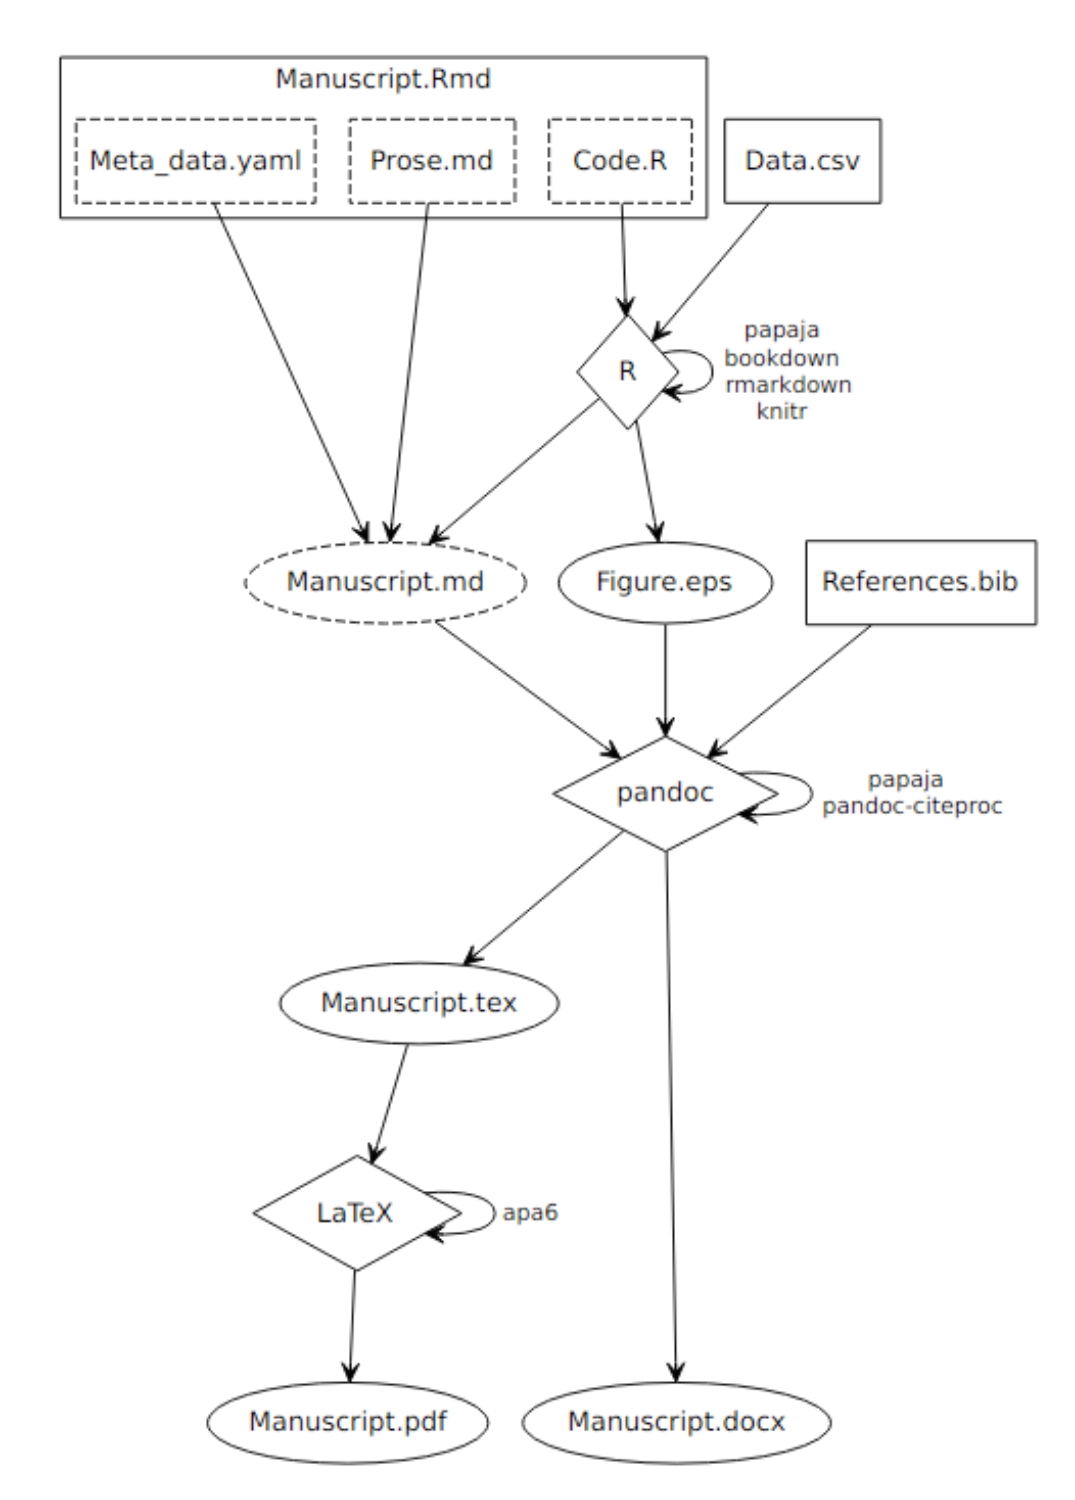 Manuscript.Rmd
Meta_data.yaml
Prose.md
Code.R
Data.csv
papaja
bookdown
rmarkdown
knitr
R
Manuscript.md
Figure.eps
References.bib
pandoc
papaja
pandoc-citeproc
Manuscript.tex
LaTeX
apa6
Manuscript.pdf
Manuscript.docx